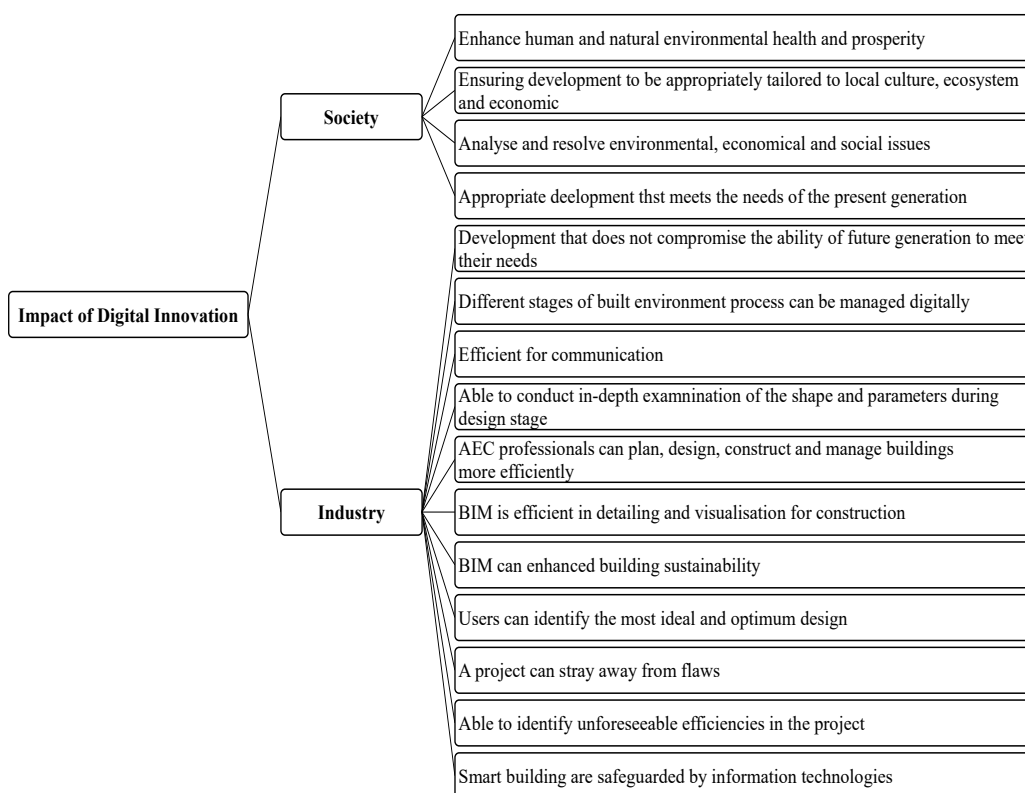 Enhance human and natural environmental health and prosperity
Ensuring development to be appropriately tailored to local culture, ecosystem
and economic
Society
Analyse and resolve environmental, economical and social issues
Appropriate deelopment thst meets the needs of the present generation
Development that does not compromise the ability of future generation to meet
their needs
Impact of Digital Innovation
Different stages of built environment process can be managed digitally
Efficient for communication
Able to conduct in-depth examnination of the shape and parameters during
design stage
AEC professionals can plan, design, construct and manage buildings
more efficiently
Industry
BIM is efficient in detailing and visualisation for construction
BIM can enhanced building sustainability
Users can identify the most ideal and optimum design
A project can stray away from flaws
Able to identify unforeseeable efficiencies in the project
Smart building are safeguarded by information technologies